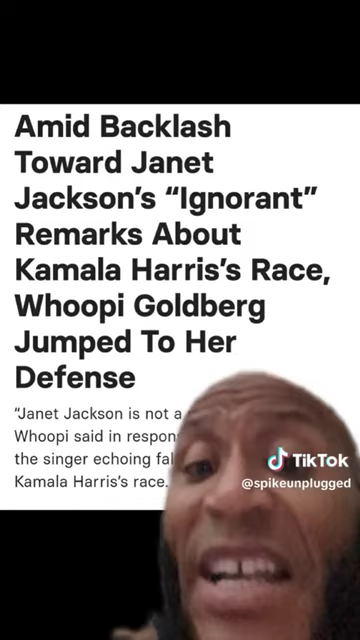 Amid Backlash
Toward Janet
Jackson's “Ignorant”
Remarks About
Kamala Harris's Race,
Whoopi Goldberg
Jumped To Her
Defense
“Janet Jackson is not a
Whoopi said in respon
the singer echoing fal
Kamala Harris's race.
TikTok
@spikeunplugged